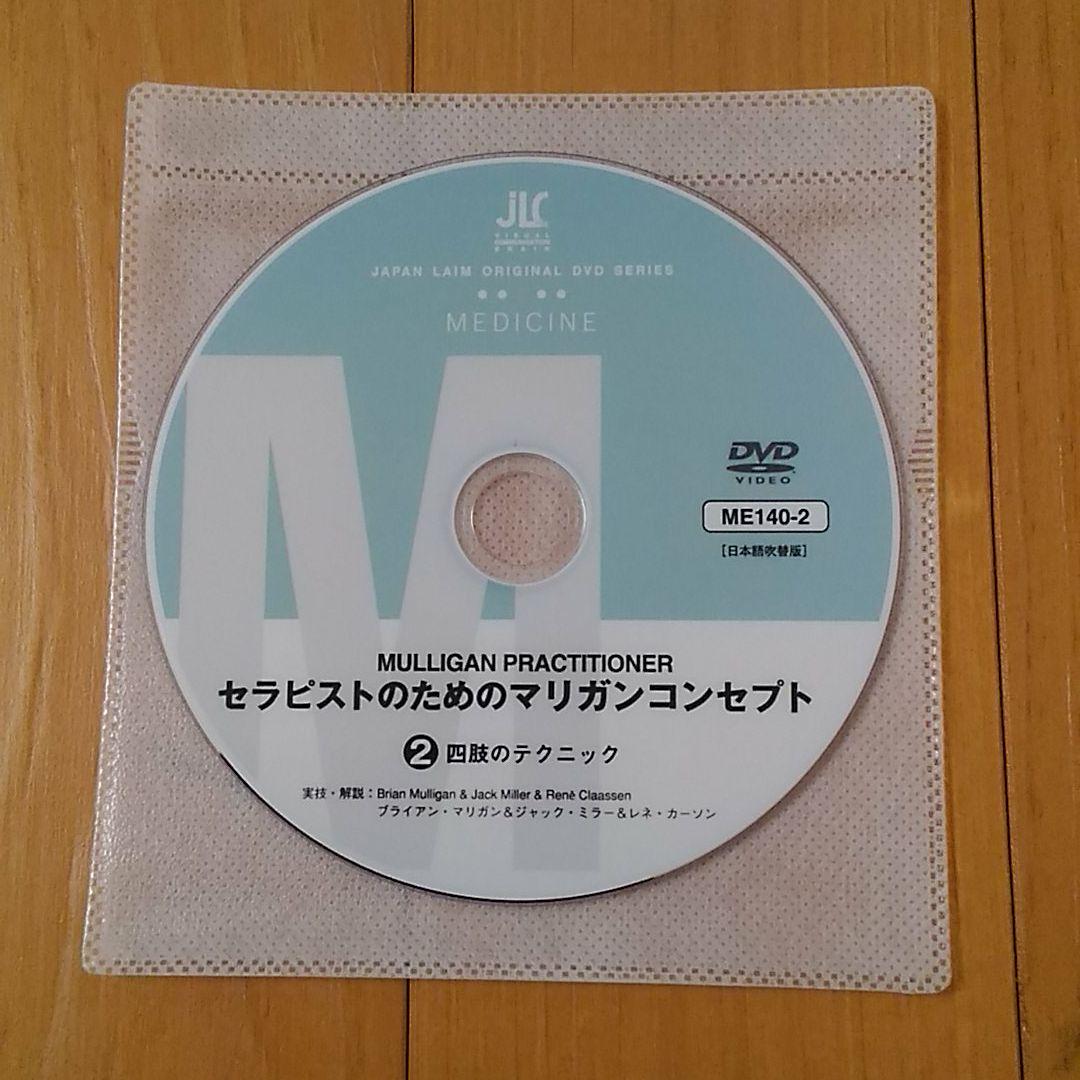 JLC
VISUAL
COMMUNICATION
BRAIN
JAPAN LAIM ORIGINAL DVD SERIES
MEDICINE
DVD
VIDEO
ME140-2
[日本語吹替版]
MULLIGAN PRACTITIONER
セラピストのためのマリガンコンセプト
❷四肢のテクニック
実技・解説：Brian Mulligan & Jack Miller & Renē Claassen
ブライアン・マリガン＆ジャック・ミラー＆レネ・カーソン